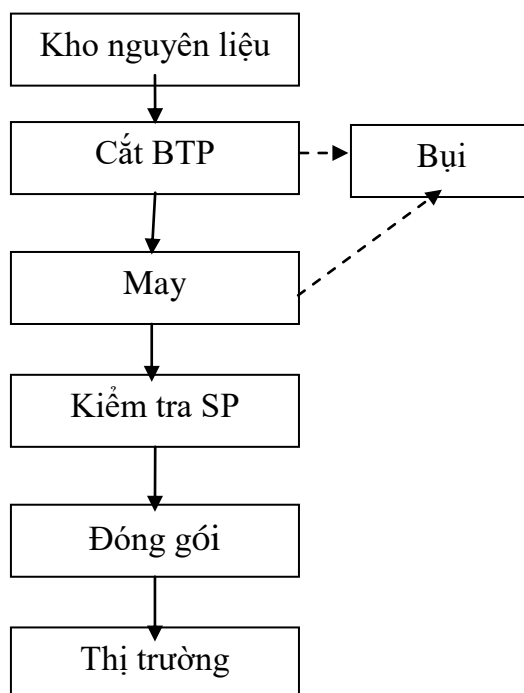 Kho nguyên liệu
Cắt BTP
Bụi
May
Kiểm tra SP
Đóng gói
Thị trường